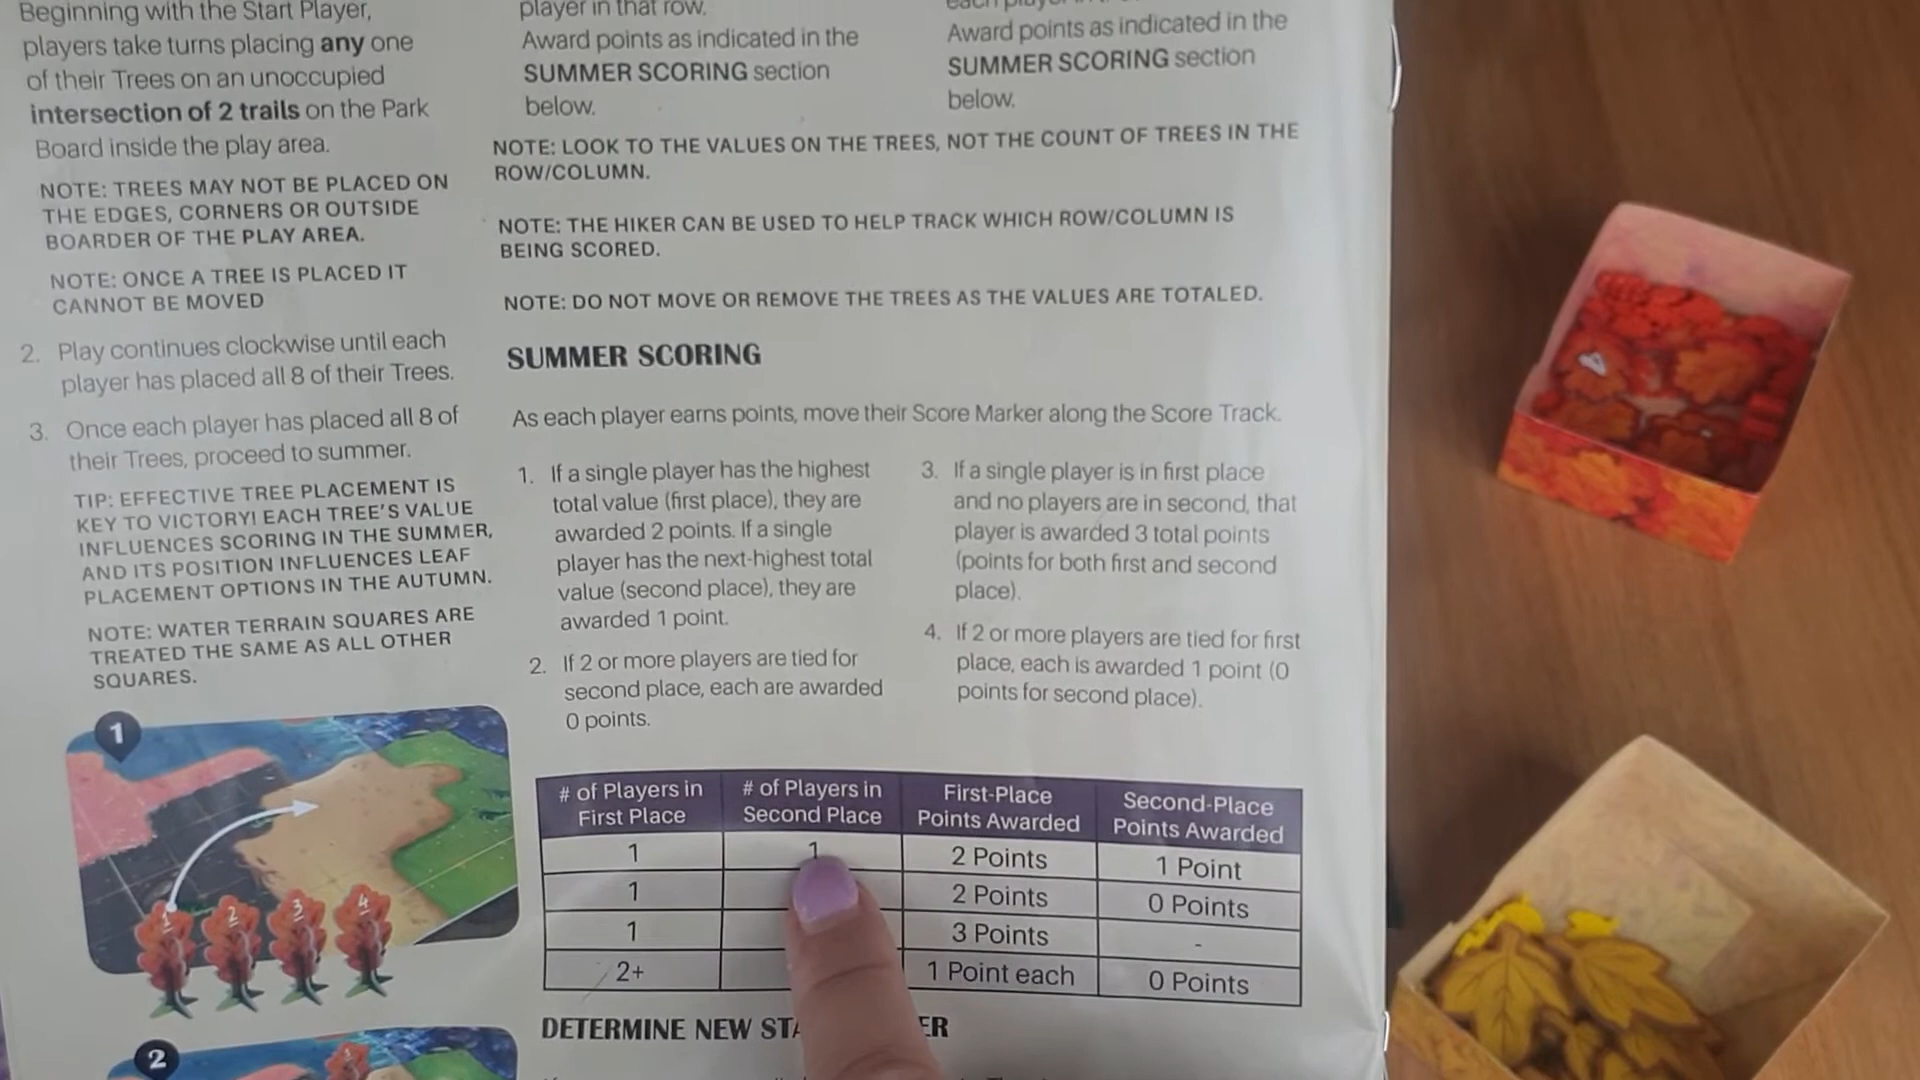 Beginning with the Start Player,
players take turns placing any one
of their Trees on an unoccupied
intersection of 2 trails on the Park
Board inside the play area.
NOTE: TREES MAY NOT BE PLACED ON
THE EDGES, CORNERS OR OUTSIDE
BOARDER OF THE PLAY AREA.
NOTE: ONCE A TREE IS PLACED IT
CANNOT BE MOVED
2. Play continues clockwise until each
player has placed all 8 of their Trees.
3. Once each player has placed all 8 of
their Trees, proceed to summer.
TIP: EFFECTIVE TREE PLACEMENT IS
KEY TO VICTORY! EACH TREE'S VALUE
INFLUENCES SCORING IN THE SUMMER,
AND ITS POSITION INFLUENCES LEAF
PLACEMENT OPTIONS IN THE AUTUMN.
NOTE: WATER TERRAIN SQUARES ARE
TREATED THE SAME AS ALL OTHER
SQUARES.
1
1 2 3 4
2
player in that row.
Award points as indicated in the
SUMMER SCORING section
below.
each player
Award points as indicated in the
SUMMER SCORING section
below.
NOTE: LOOK TO THE VALUES ON THE TREES, NOT THE COUNT OF TREES IN THE
ROW/COLUMN.
NOTE: THE HIKER CAN BE USED TO HELP TRACK WHICH ROW/COLUMN IS
BEING SCORED.
NOTE: DO NOT MOVE OR REMOVE THE TREES AS THE VALUES ARE TOTALED.
SUMMER SCORING
As each player earns points, move their Score Marker along the Score Track.
1. If a single player has the highest
total value (first place), they are
awarded 2 points. If a single
player has the next-highest total
value (second place), they are
awarded 1 point.
2. If 2 or more players are tied for
second place, each are awarded
0 points.
3. If a single player is in first place
and no players are in second, that
player is awarded 3 total points
(points for both first and second
place).
4. If 2 or more players are tied for first
place, each is awarded 1 point (0
points for second place).
# of Players in First Place # of Players in Second Place First-Place Points Awarded Second-Place Points Awarded
1 1 2 Points 1 Point
1 2 Points 0 Points
1 3 Points -
2+ 1 Point each 0 Points
DETERMINE NEW